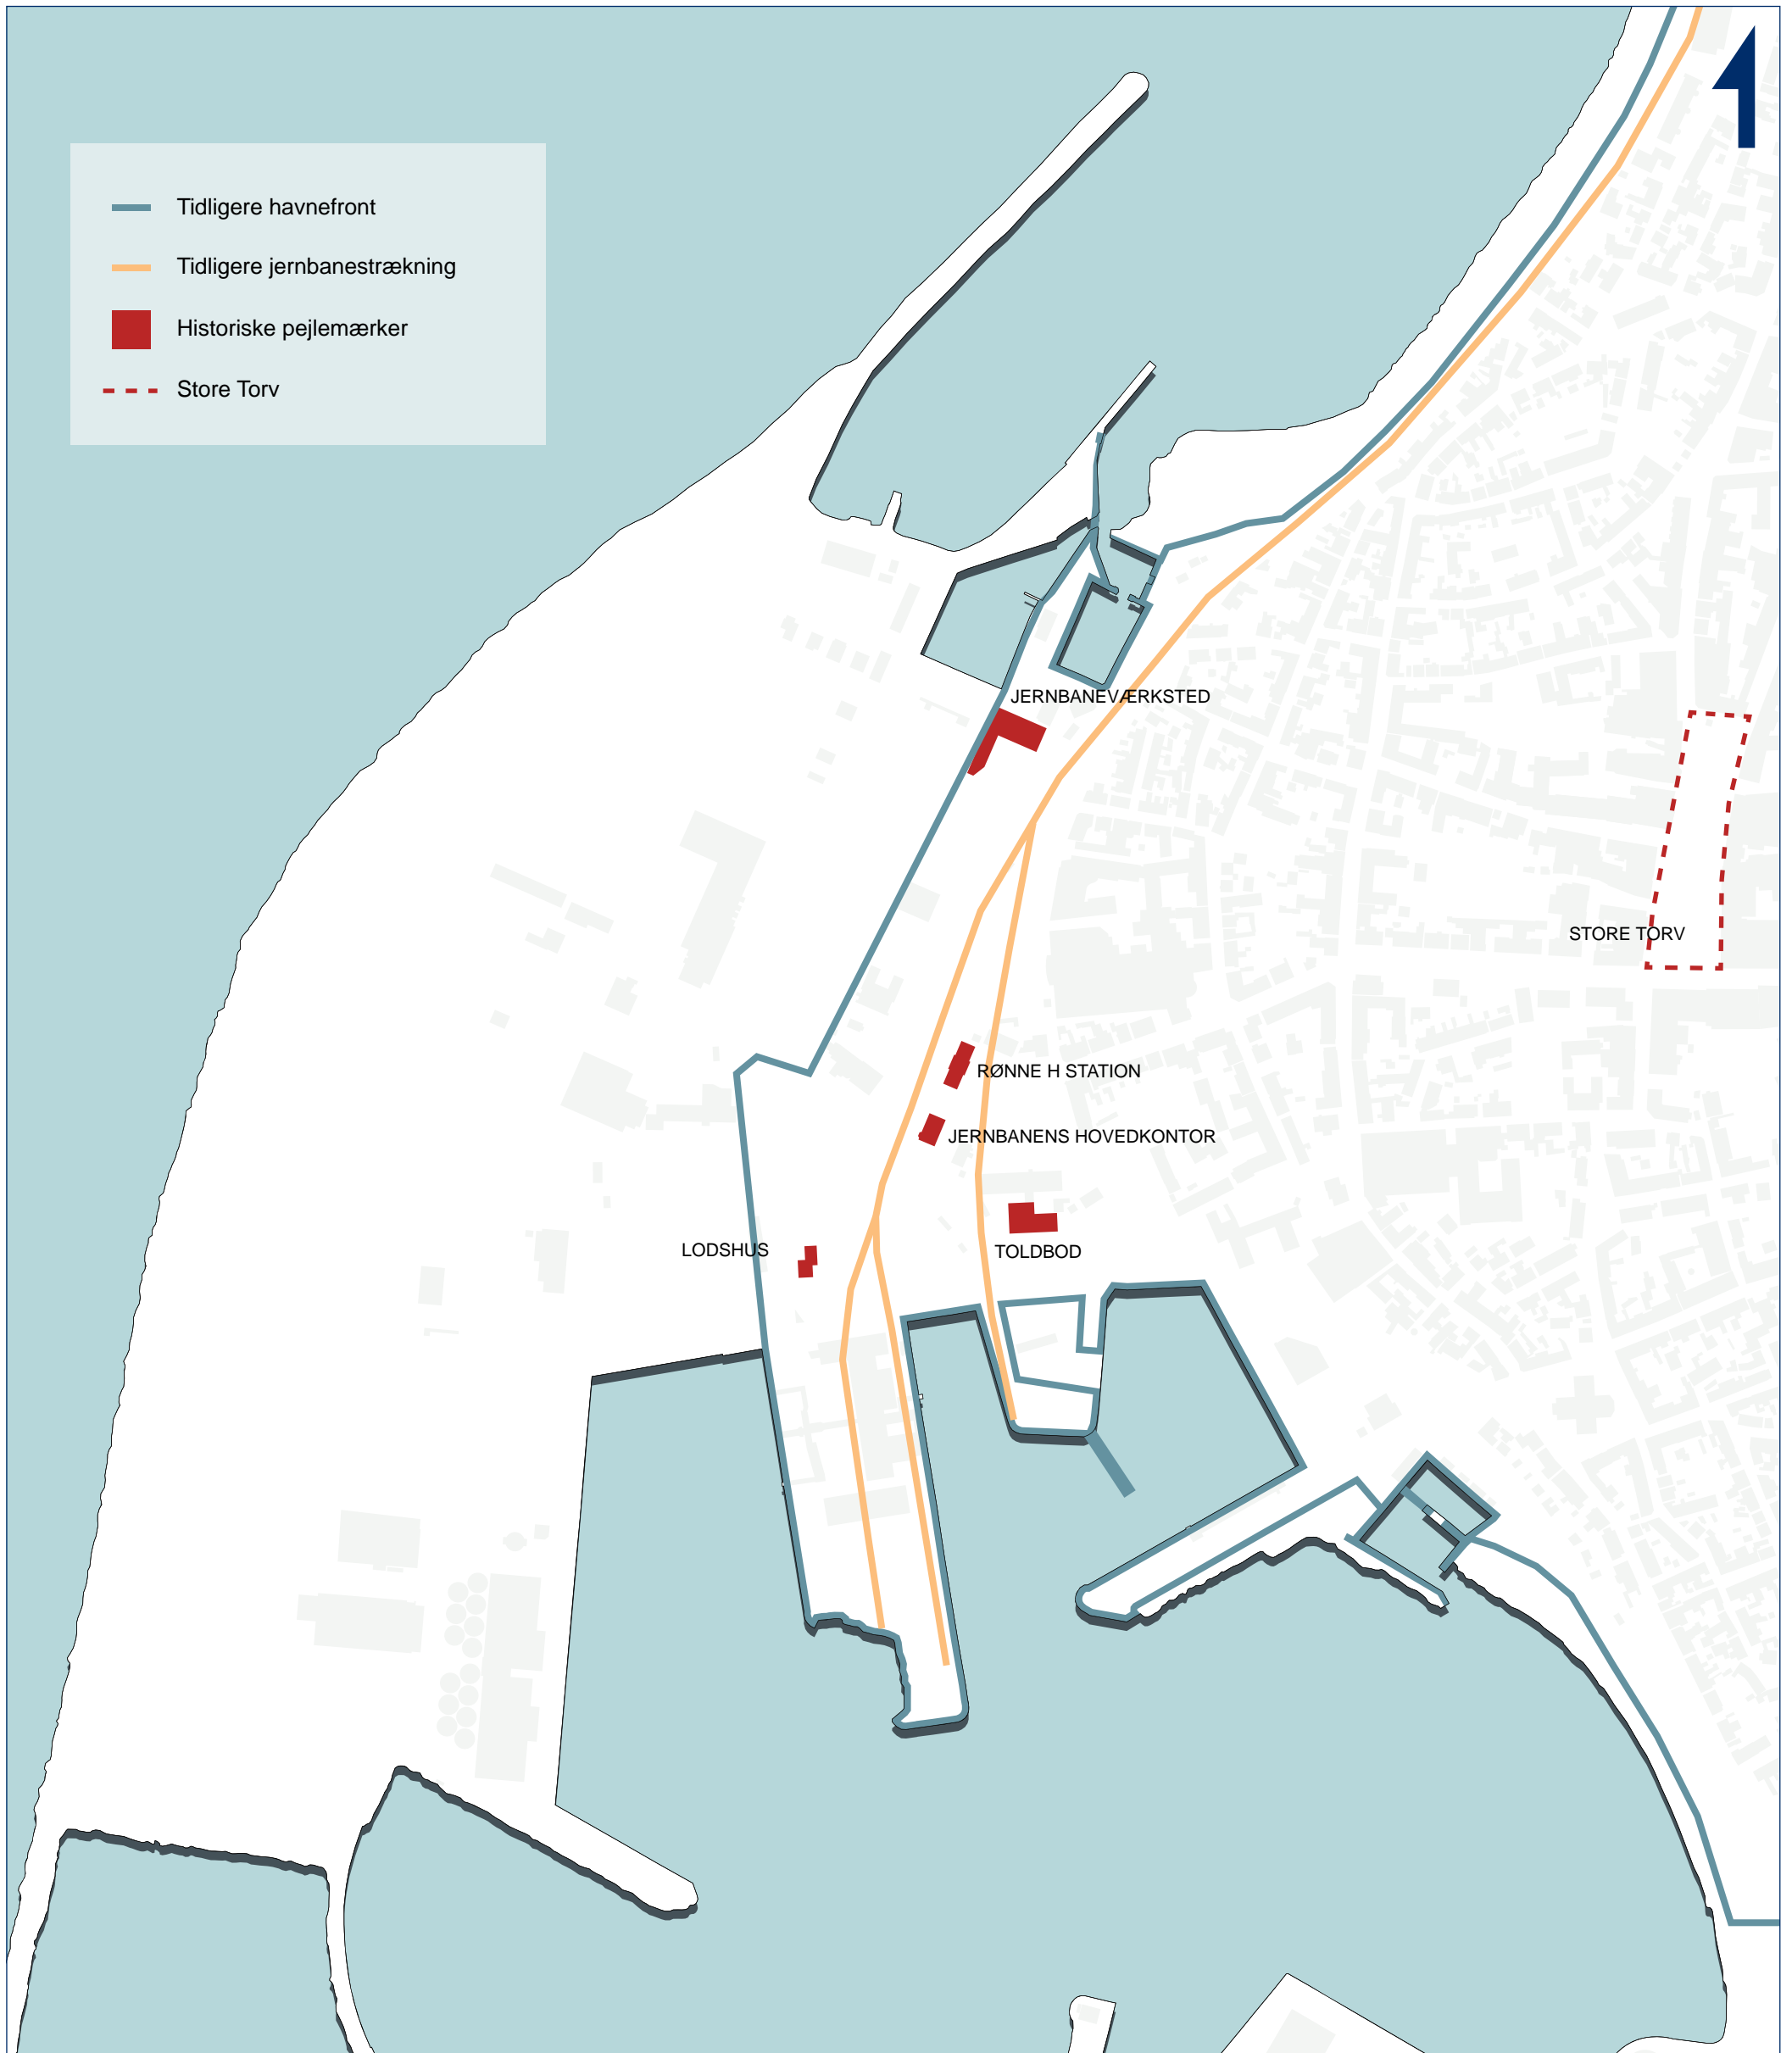 Tidligere havnefront
Tidligere jernbanestrækning
Historiske pejlemærker
Store Torv
JERNBANEVÆRKSTED
STORE TORV
RØNNE H STATION
JERNBANENS HOVEDKONTOR
LODSHUS
TOLDBOD